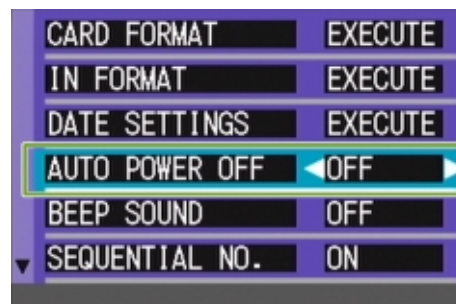 CARD FORMAT EXECUTE
IN FORMAT EXECUTE
DATE SETTINGS EXECUTE
AUTO POWER OFF OFF
BEEP SOUND OFF
SEQUENTIAL NO. ON